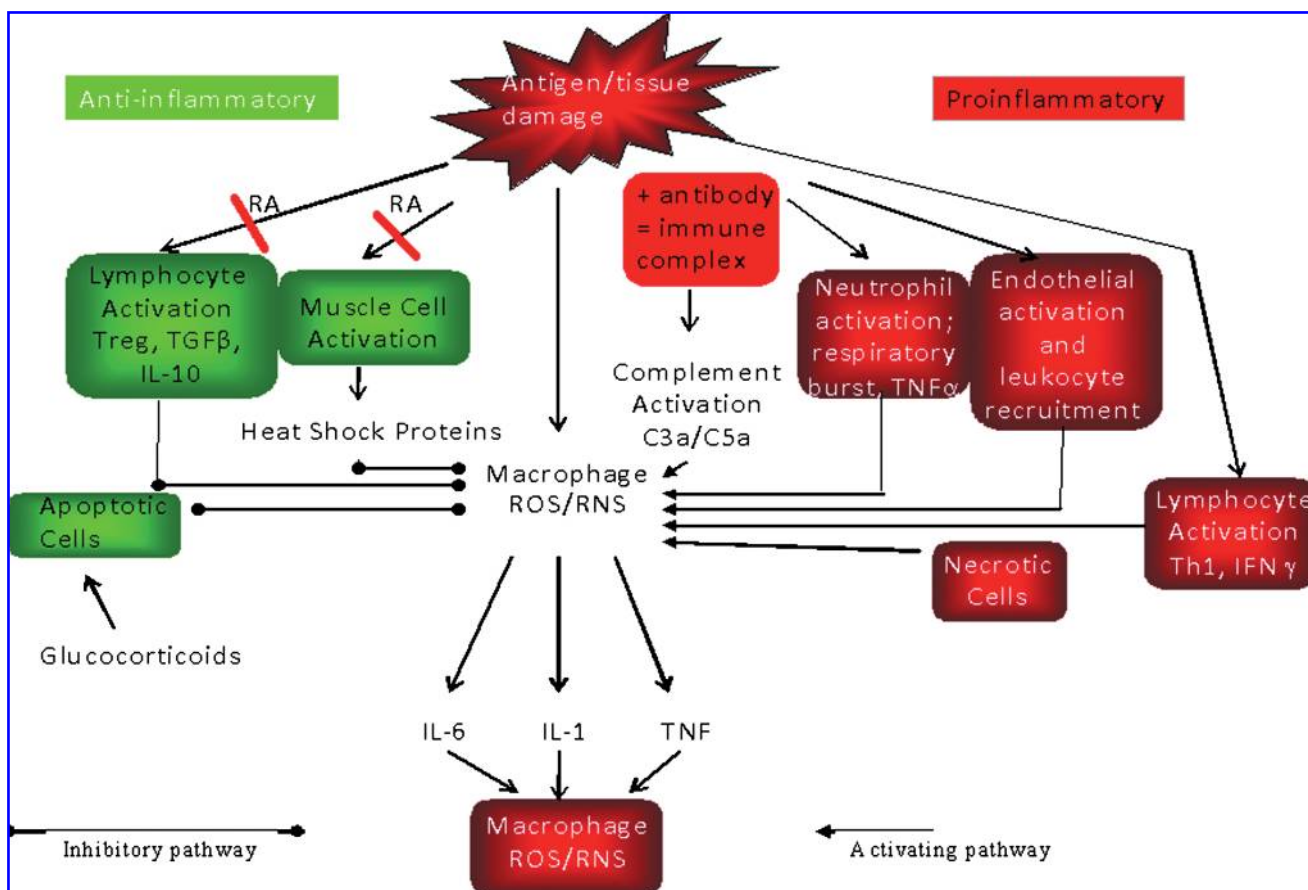 Antigen/tissue
damage
Anti-inflammatory
Proinflammatory
RA
RA
+ antibody
= immune
complex
Lymphocyte
Activation
Treg, TGFβ,
IL-10
Muscle Cell
Activation
Neutrophil
activation;
respiratory
burst, TNFα
Endothelial
activation
and
leukocyte
recruitment
Complement
Activation
C3a/C5a
Heat Shock Proteins
Macrophage
ROS/RNS
Apoptotic
Cells
Lymphocyte
Activation
Th1, IFN γ
Necrotic
Cells
Glucocorticoids
IL-6
IL-1
TNF
Macrophage
ROS/RNS
Inhibitory pathway
Activating pathway